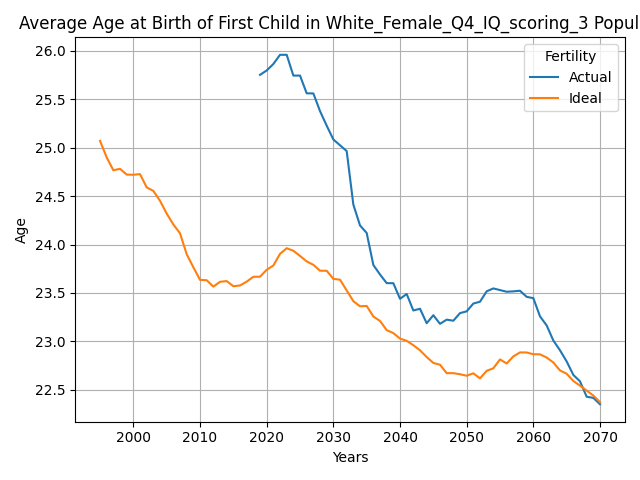 Average Age at Birth of First Child in White_Female_Q4_IQ_scoring_3 Popul
Fertility
Actual
Ideal
26.0
25.5
25.0
24.5
24.0
23.5
23.0
22.5
Age
2000 2010 2020 2030 2040 2050 2060 2070
Years